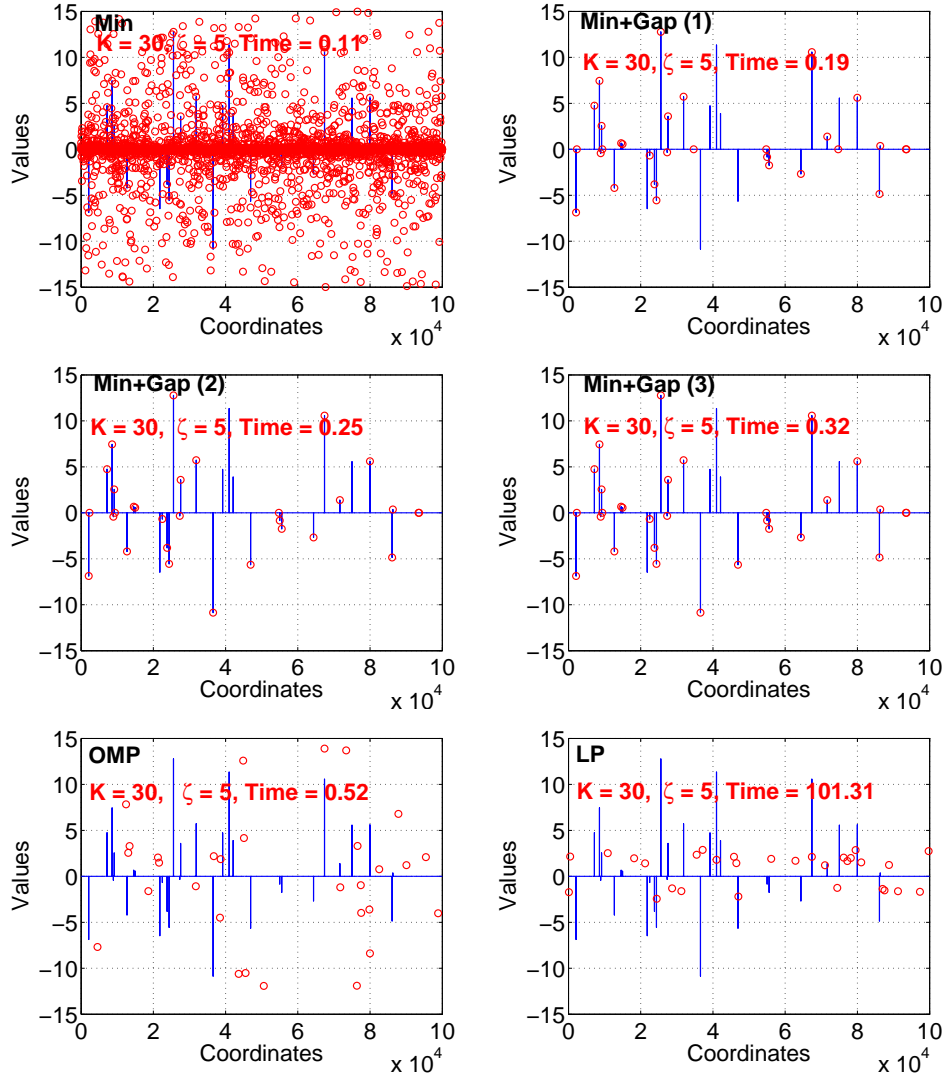 Min
K = 30, ζ = 5, Time = 0.11
15
10
5
0
−5
−10
−15
Values
0 2 4 6 8 10
Coordinates
x 10^4
Min+Gap (1)
K = 30, ζ = 5, Time = 0.19
15
10
5
0
−5
−10
−15
Values
0 2 4 6 8 10
Coordinates
x 10^4
Min+Gap (2)
K = 30, ζ = 5, Time = 0.25
15
10
5
0
−5
−10
−15
Values
0 2 4 6 8 10
Coordinates
x 10^4
Min+Gap (3)
K = 30, ζ = 5, Time = 0.32
15
10
5
0
−5
−10
−15
Values
0 2 4 6 8 10
Coordinates
x 10^4
OMP
K = 30, ζ = 5, Time = 0.52
15
10
5
0
−5
−10
−15
Values
0 2 4 6 8 10
Coordinates
x 10^4
LP
K = 30, ζ = 5, Time = 101.31
15
10
5
0
−5
−10
−15
Values
0 2 4 6 8 10
Coordinates
x 10^4